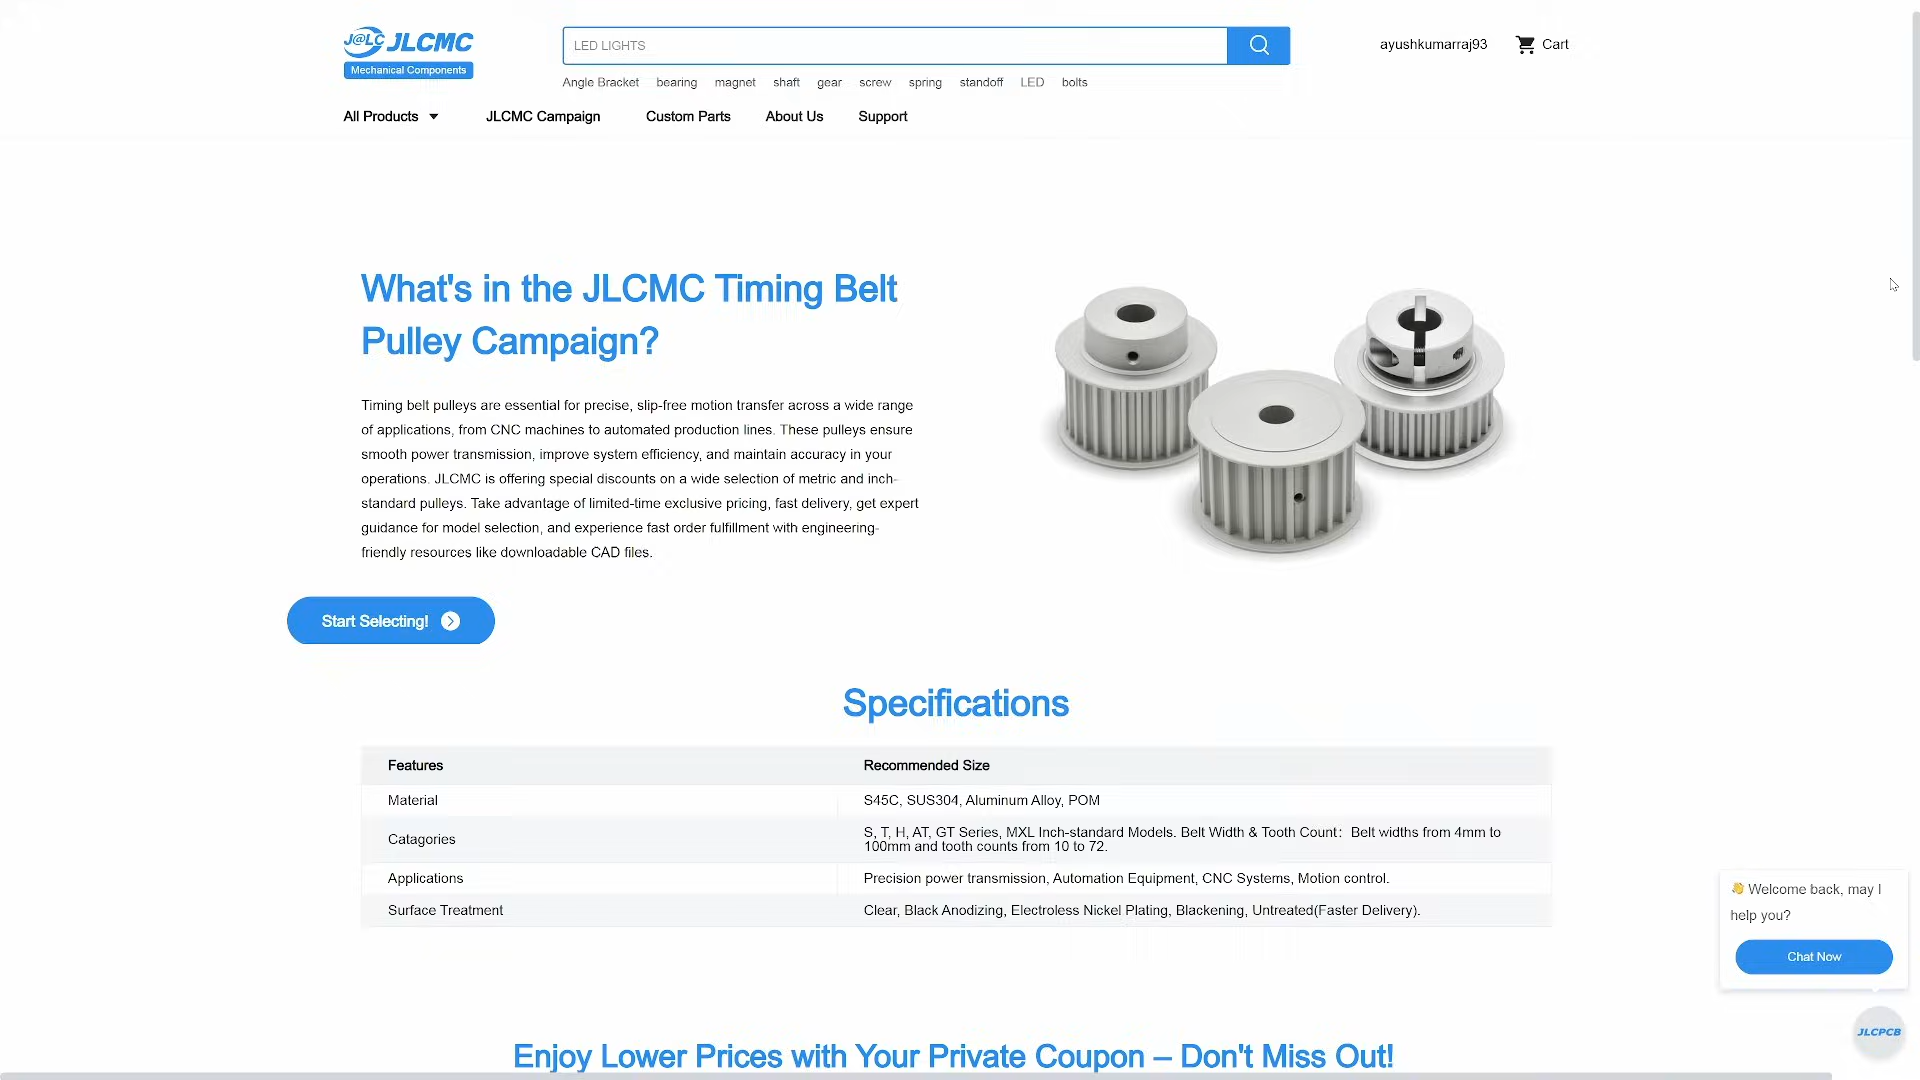 J@LC JLCMC
Mechanical Components
LED LIGHTS
ayushkumarraj93
Cart
Angle Bracket bearing magnet shaft gear screw spring standoff LED bolts
All Products JLCMC Campaign Custom Parts About Us Support
What's in the JLCMC Timing Belt
Pulley Campaign?
Timing belt pulleys are essential for precise, slip-free motion transfer across a wide range
of applications, from CNC machines to automated production lines. These pulleys ensure
smooth power transmission, improve system efficiency, and maintain accuracy in your
operations. JLCMC is offering special discounts on a wide selection of metric and inch-
standard pulleys. Take advantage of limited-time exclusive pricing, fast delivery, get expert
guidance for model selection, and experience fast order fulfillment with engineering-
friendly resources like downloadable CAD files.
Start Selecting!
Specifications
Features Recommended Size
Material S45C, SUS304, Aluminum Alloy, POM
Catagories S, T, H, AT, GT Series, MXL Inch-standard Models. Belt Width & Tooth Count：Belt widths from 4mm to
100mm and tooth counts from 10 to 72.
Applications Precision power transmission, Automation Equipment, CNC Systems, Motion control.
Surface Treatment Clear, Black Anodizing, Electroless Nickel Plating, Blackening, Untreated(Faster Delivery).
👋 Welcome back, may I
help you?
Chat Now
JLCPCB
Enjoy Lower Prices with Your Private Coupon – Don't Miss Out!